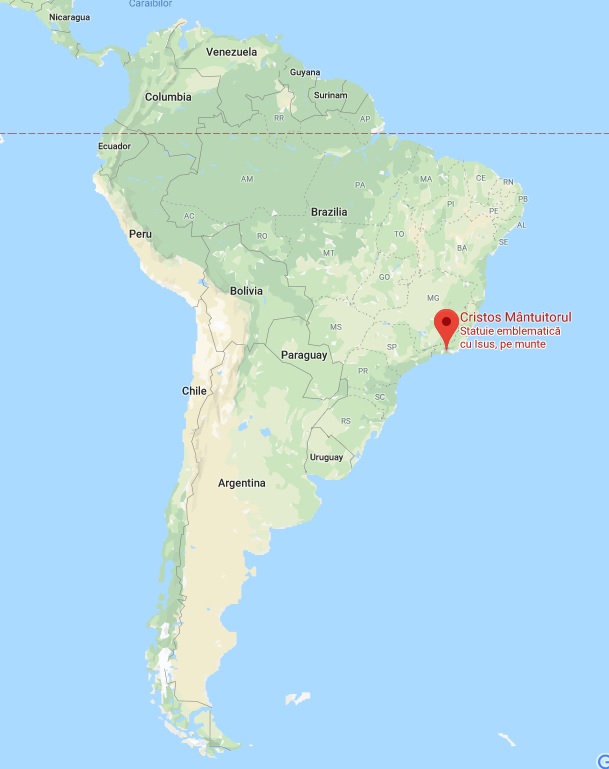 Caraibilor
Nicaragua
Venezuela
Guyana
Columbia
Surinam
RR
AP
Ecuador
AM
PA
MA
CE
RN
PB
PI
PE
AC
Brazilia
AL
TO
Peru
RO
SE
BA
MT
GO
Bolivia
MG
Cristos Mântuitorul
Statuie emblematică
cu Isus, pe munte
MS
SP
Paraguay
PR
Chile
SC
RS
Uruguay
Argentina